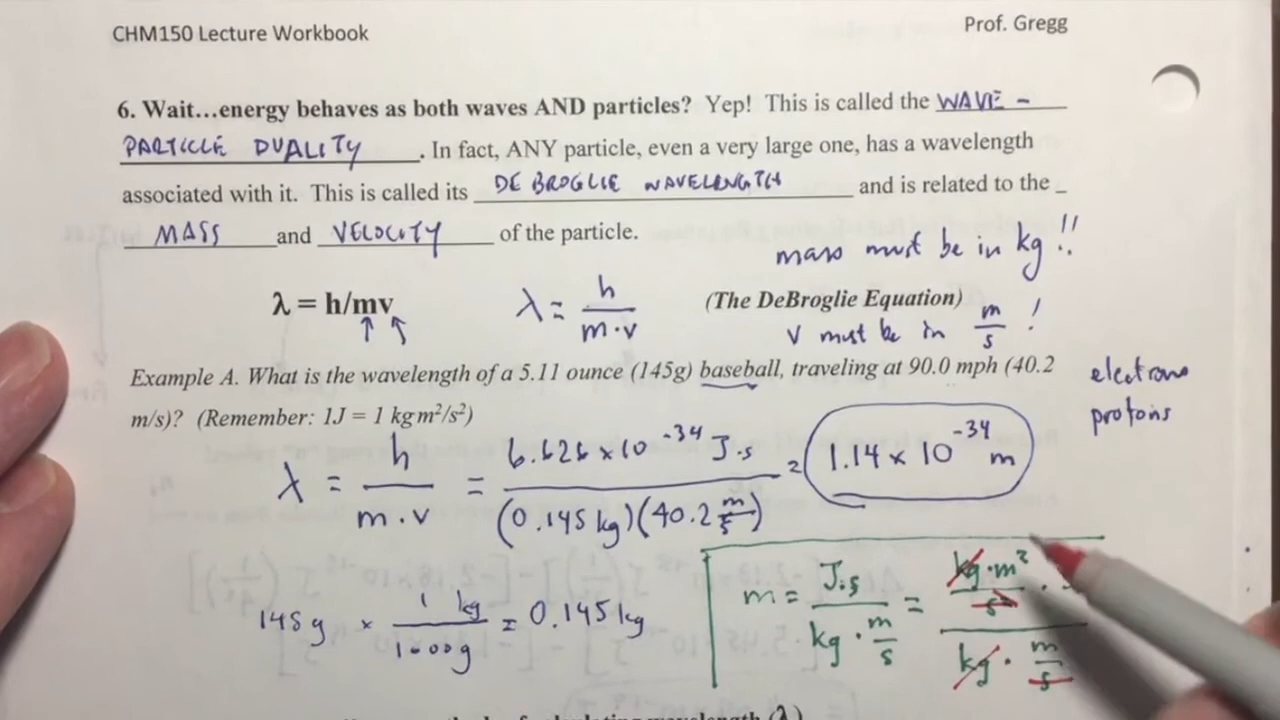 CHM150 Lecture Workbook Prof. Gregg
6. Wait…energy behaves as both waves AND particles? Yep! This is called the WAVE -
PARTICLE DUALITY. In fact, ANY particle, even a very large one, has a wavelength
associated with it. This is called its DE BROGLIE WAVELENGTH and is related to the
MASS and VELOCITY of the particle.
mass must be in kg!!
λ = h/mv λ = h / m·v (The DeBroglie Equation)
v must be in m/s !
Example A. What is the wavelength of a 5.11 ounce (145g) baseball, traveling at 90.0 mph (40.2
m/s)? (Remember: 1J = 1 kgm²/s²)
electrons
protons
λ = h / m·v = 6.626 x 10⁻³⁴ J·s / (0.145 kg)(40.2 m/s) = 1.14 x 10⁻³⁴ m
145g x 1 kg / 1000g = 0.145 kg
m = J·s / kg · m/s = kg·m² / s² · / kg · m/s